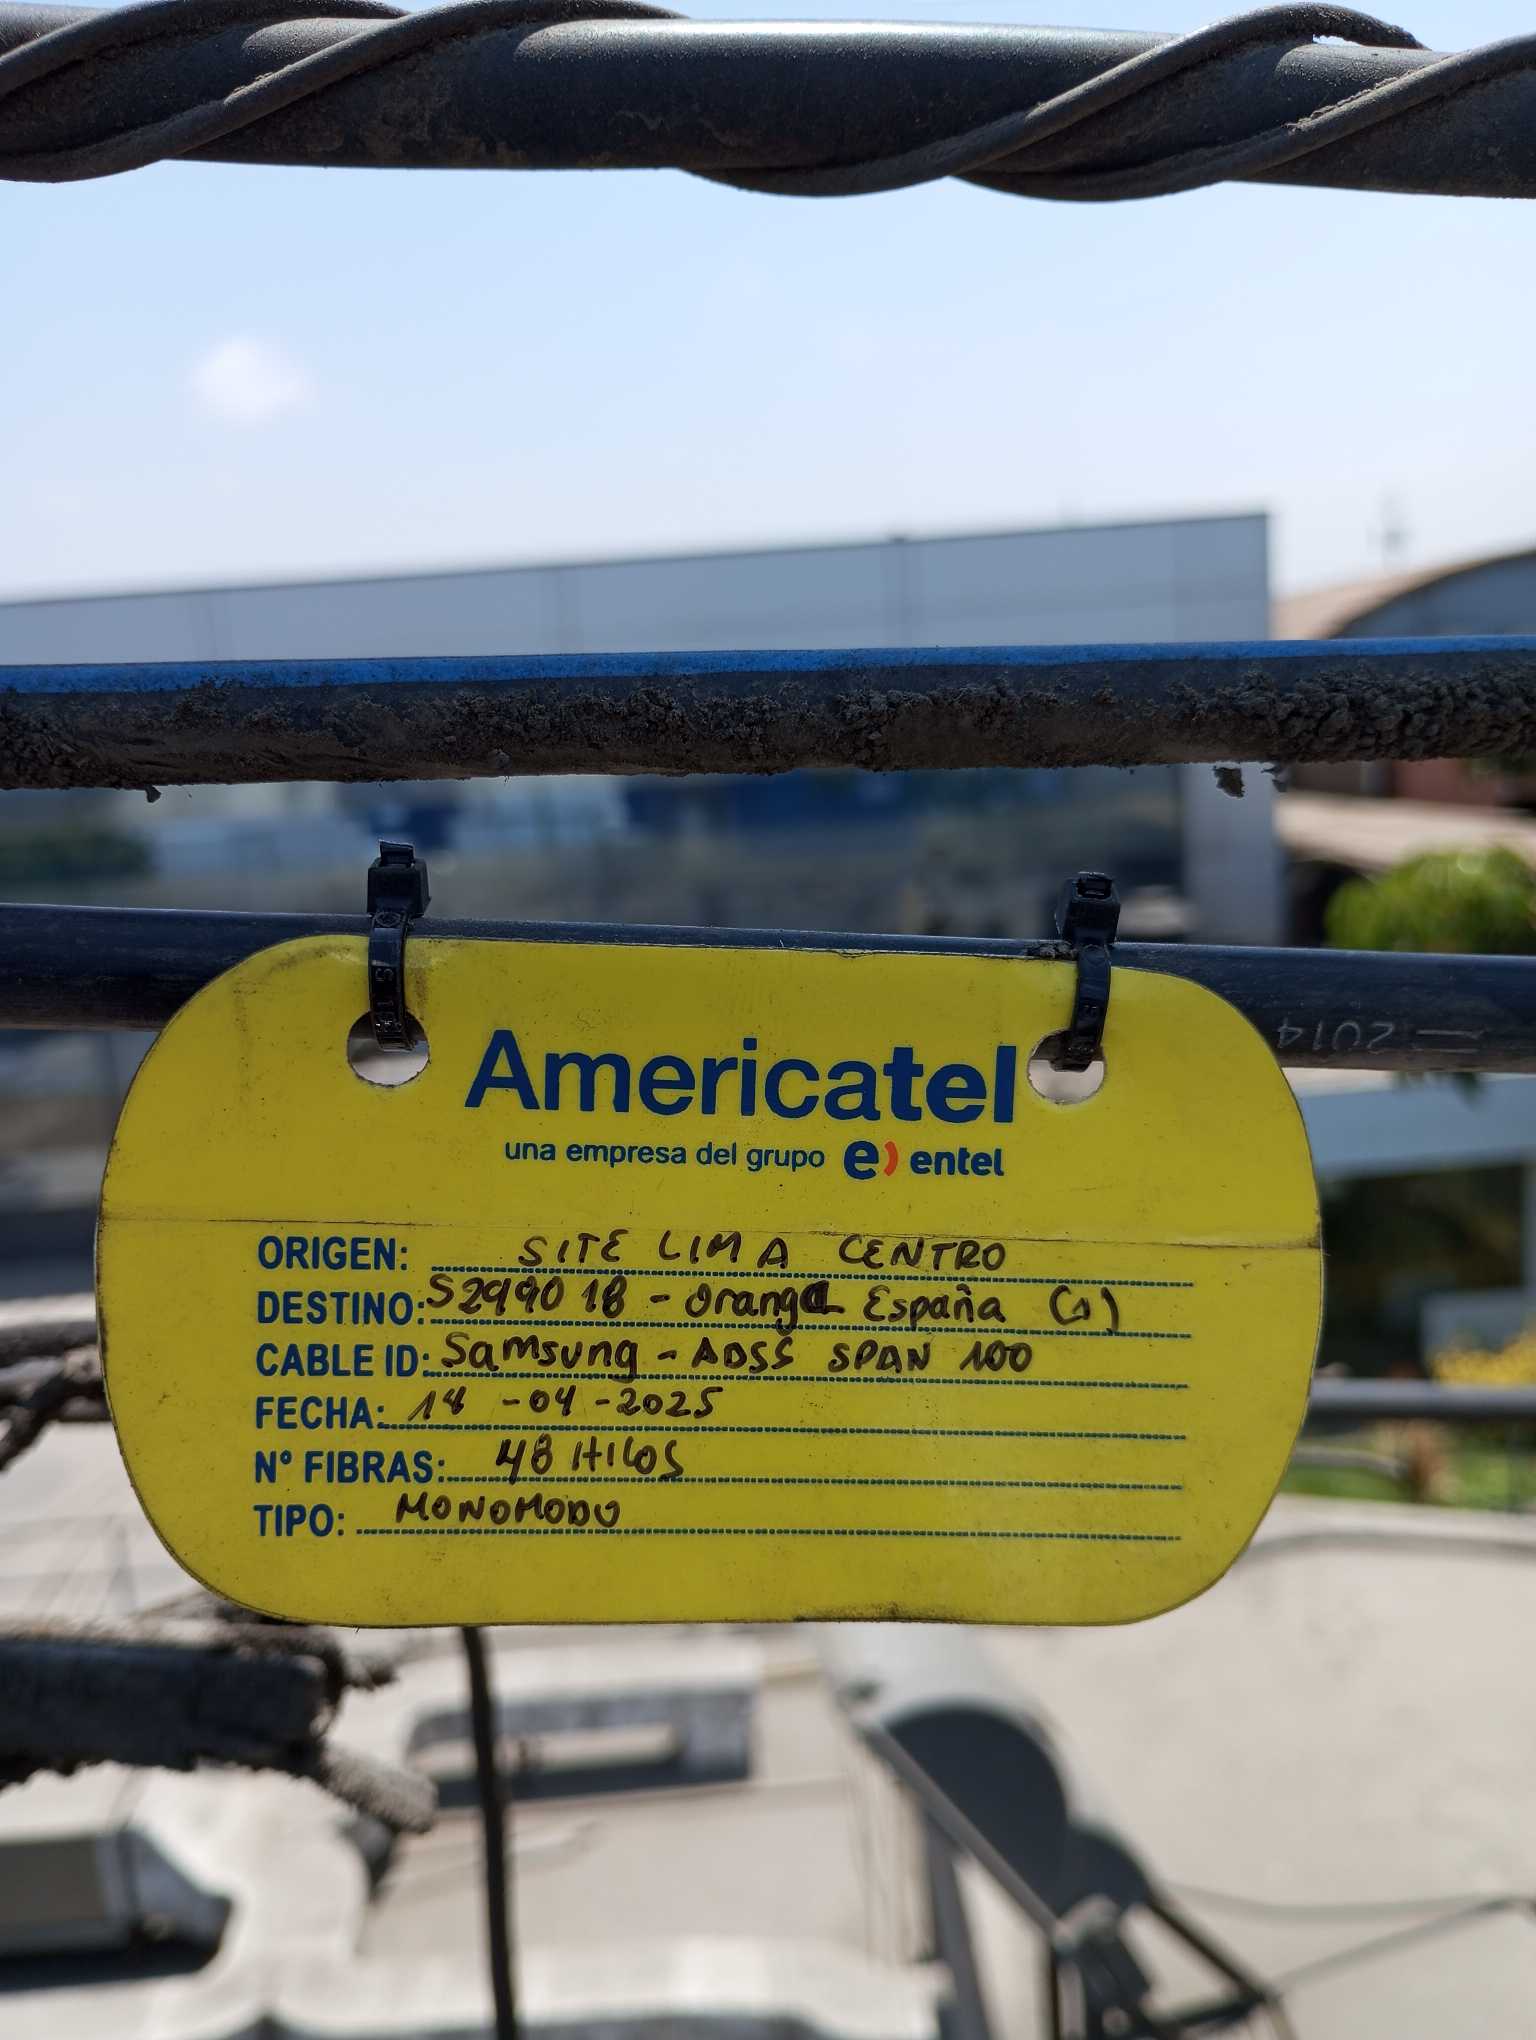 Americatel
una empresa del grupo e) entel
ORIGEN: SITE LIMA CENTRO
DESTINO: S299018 - Orange España (1)
CABLE ID: Samsung - ADSS SPAN 100
FECHA: 14 -04-2025
N° FIBRAS: 48 HILOS
TIPO: MONOMODO
2014